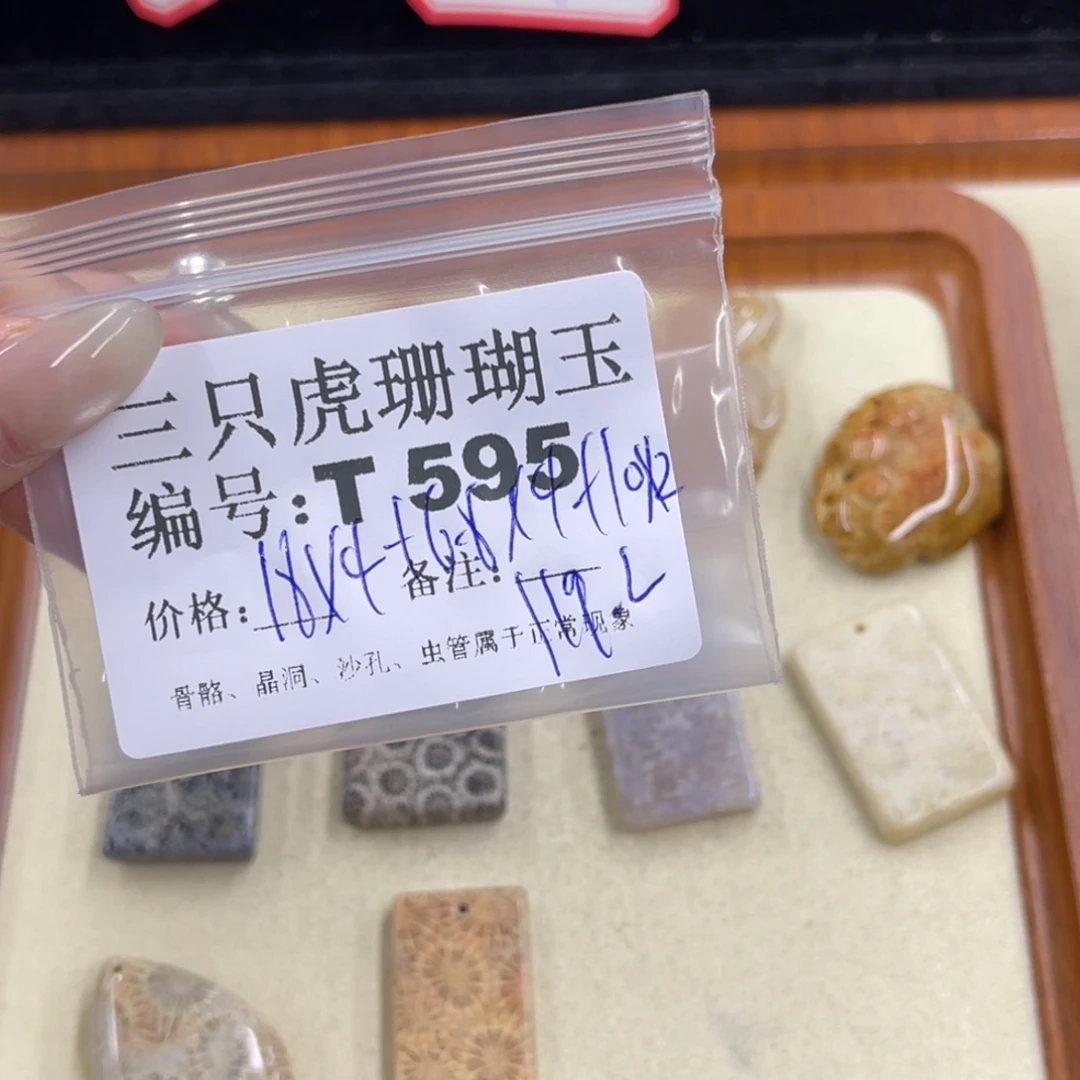 三只虎珊瑚玉
编号:T 595
价格: 备注:
骨骼、晶洞、沙孔、虫管属于正常现象